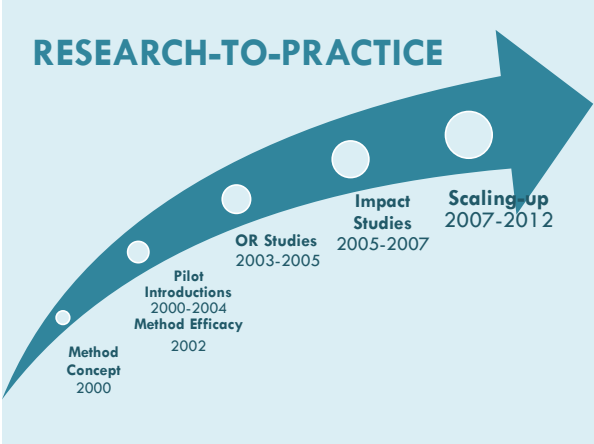 RESEARCH-TO-PRACTICE
Method
Concept
2000
Pilot
Introductions
2000-2004
Method Efficacy
2002
OR Studies
2003-2005
Impact
Studies
2005-2007
Scaling-up
2007-2012